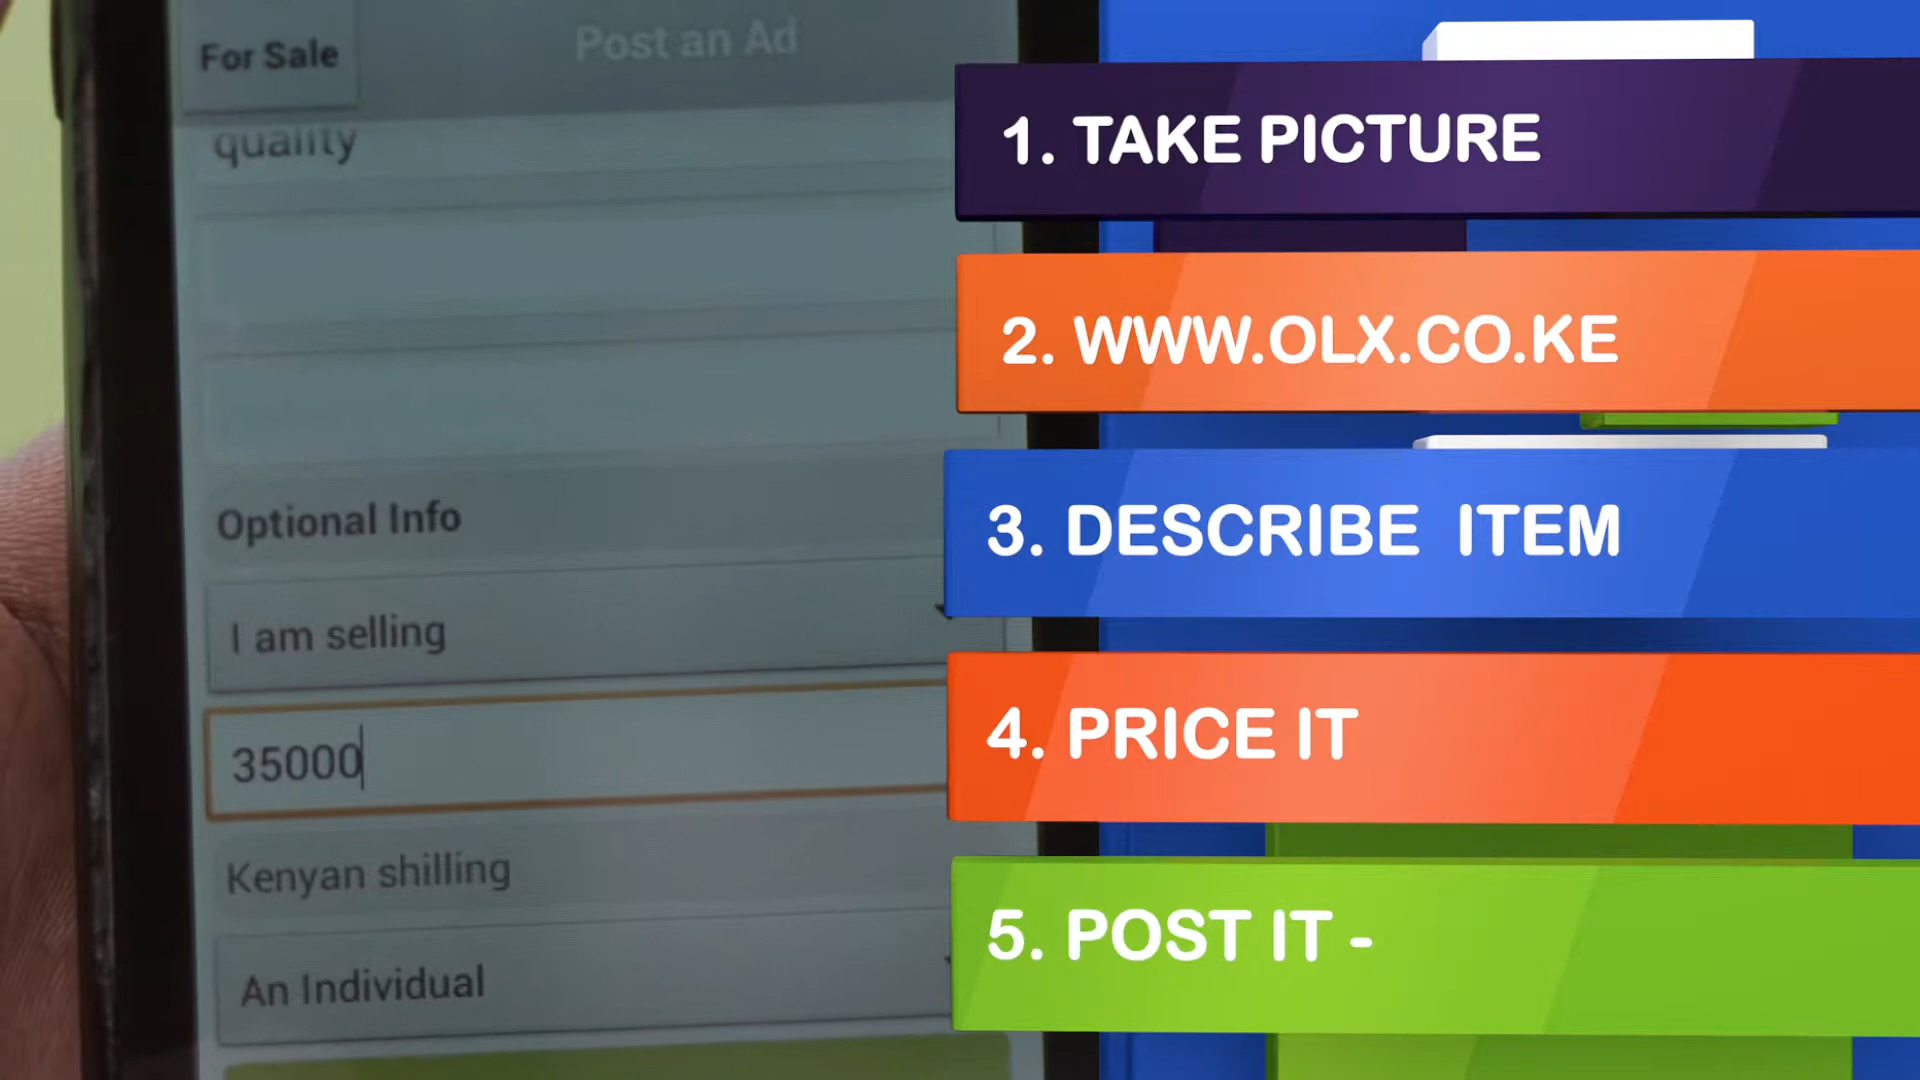 For Sale
Post an Ad
quality
Optional Info
I am selling
35000
Kenyan shilling
An Individual
1. TAKE PICTURE
2. WWW.OLX.CO.KE
3. DESCRIBE ITEM
4. PRICE IT
5. POST IT -